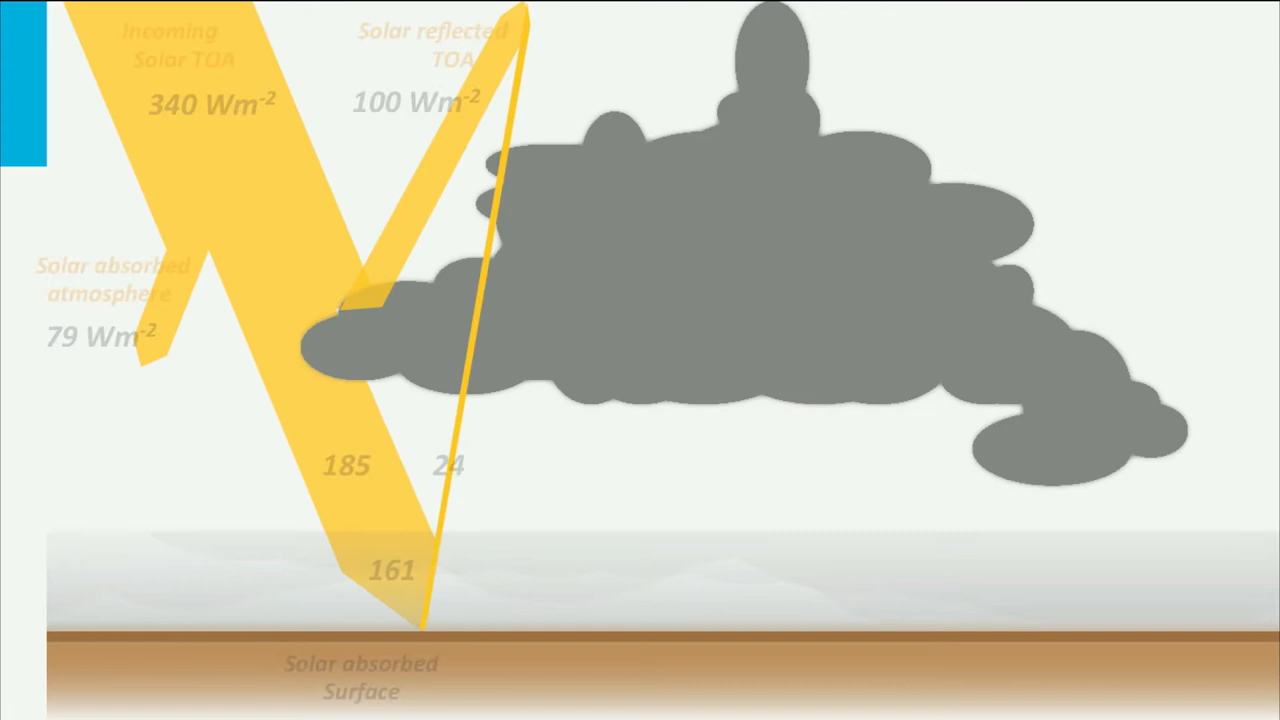 Incoming
Solar TOA
340 Wm⁻²
Solar reflected
TOA
100 Wm⁻²
Solar absorbed
atmosphere
79 Wm⁻²
185
24
161
Solar absorbed
Surface